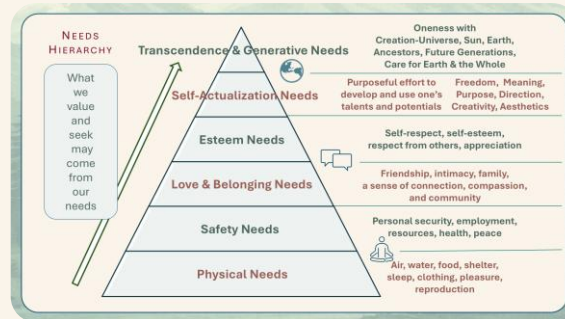 NEEDS
HIERARCHY
What
we
value
and
seek
may
come
from
our
needs
Transcendence & Generative Needs
Oneness with
Creation-Universe, Sun, Earth,
Ancestors, Future Generations,
Care for Earth & the Whole
Self-Actualization Needs
Purposeful effort to
develop and use one's
talents and potentials
Freedom, Meaning,
Purpose, Direction,
Creativity, Aesthetics
Esteem Needs
Self-respect, self-esteem,
respect from others, appreciation
Love & Belonging Needs
Friendship, intimacy, family,
a sense of connection, compassion,
and community
Safety Needs
Personal security, employment,
resources, health, peace
Physical Needs
Air, water, food, shelter,
sleep, clothing, pleasure,
reproduction